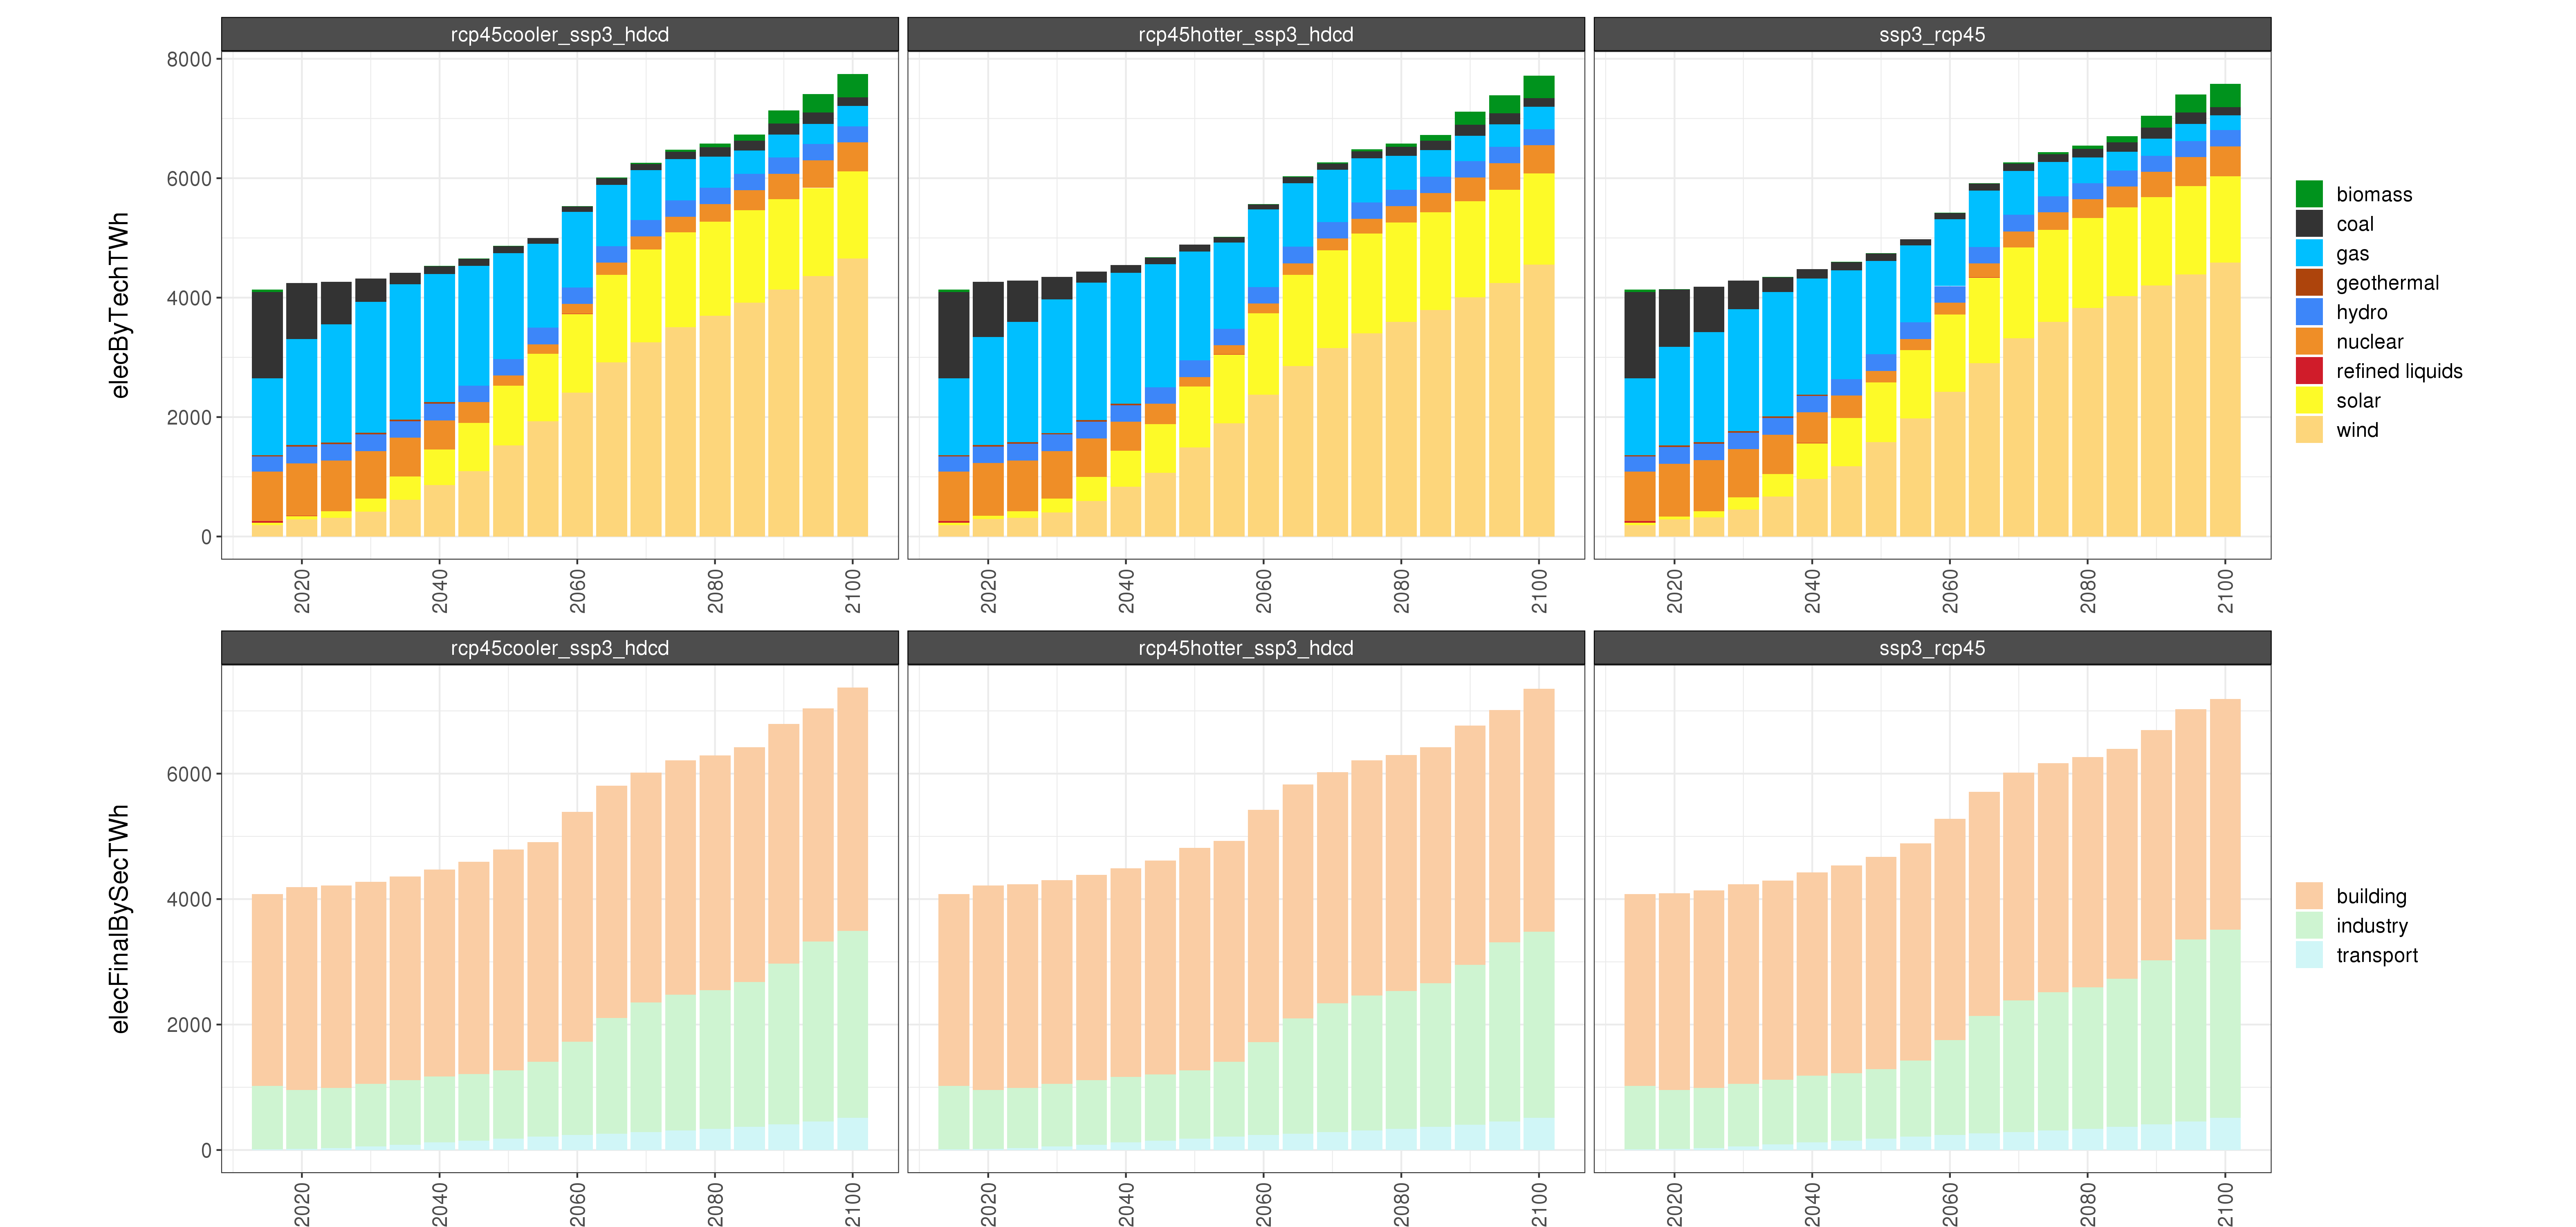 rcp45cooler_ssp3_hdcd
rcp45hotter_ssp3_hdcd
ssp3_rcp45
elecByTechTWh
8000
6000
4000
2000
0
2020
2040
2060
2080
2100
2020
2040
2060
2080
2100
2020
2040
2060
2080
2100
biomass
coal
gas
geothermal
hydro
nuclear
refined liquids
solar
wind
rcp45cooler_ssp3_hdcd
rcp45hotter_ssp3_hdcd
ssp3_rcp45
elecFinalBySecTWh
6000
4000
2000
0
2020
2040
2060
2080
2100
2020
2040
2060
2080
2100
2020
2040
2060
2080
2100
building
industry
transport